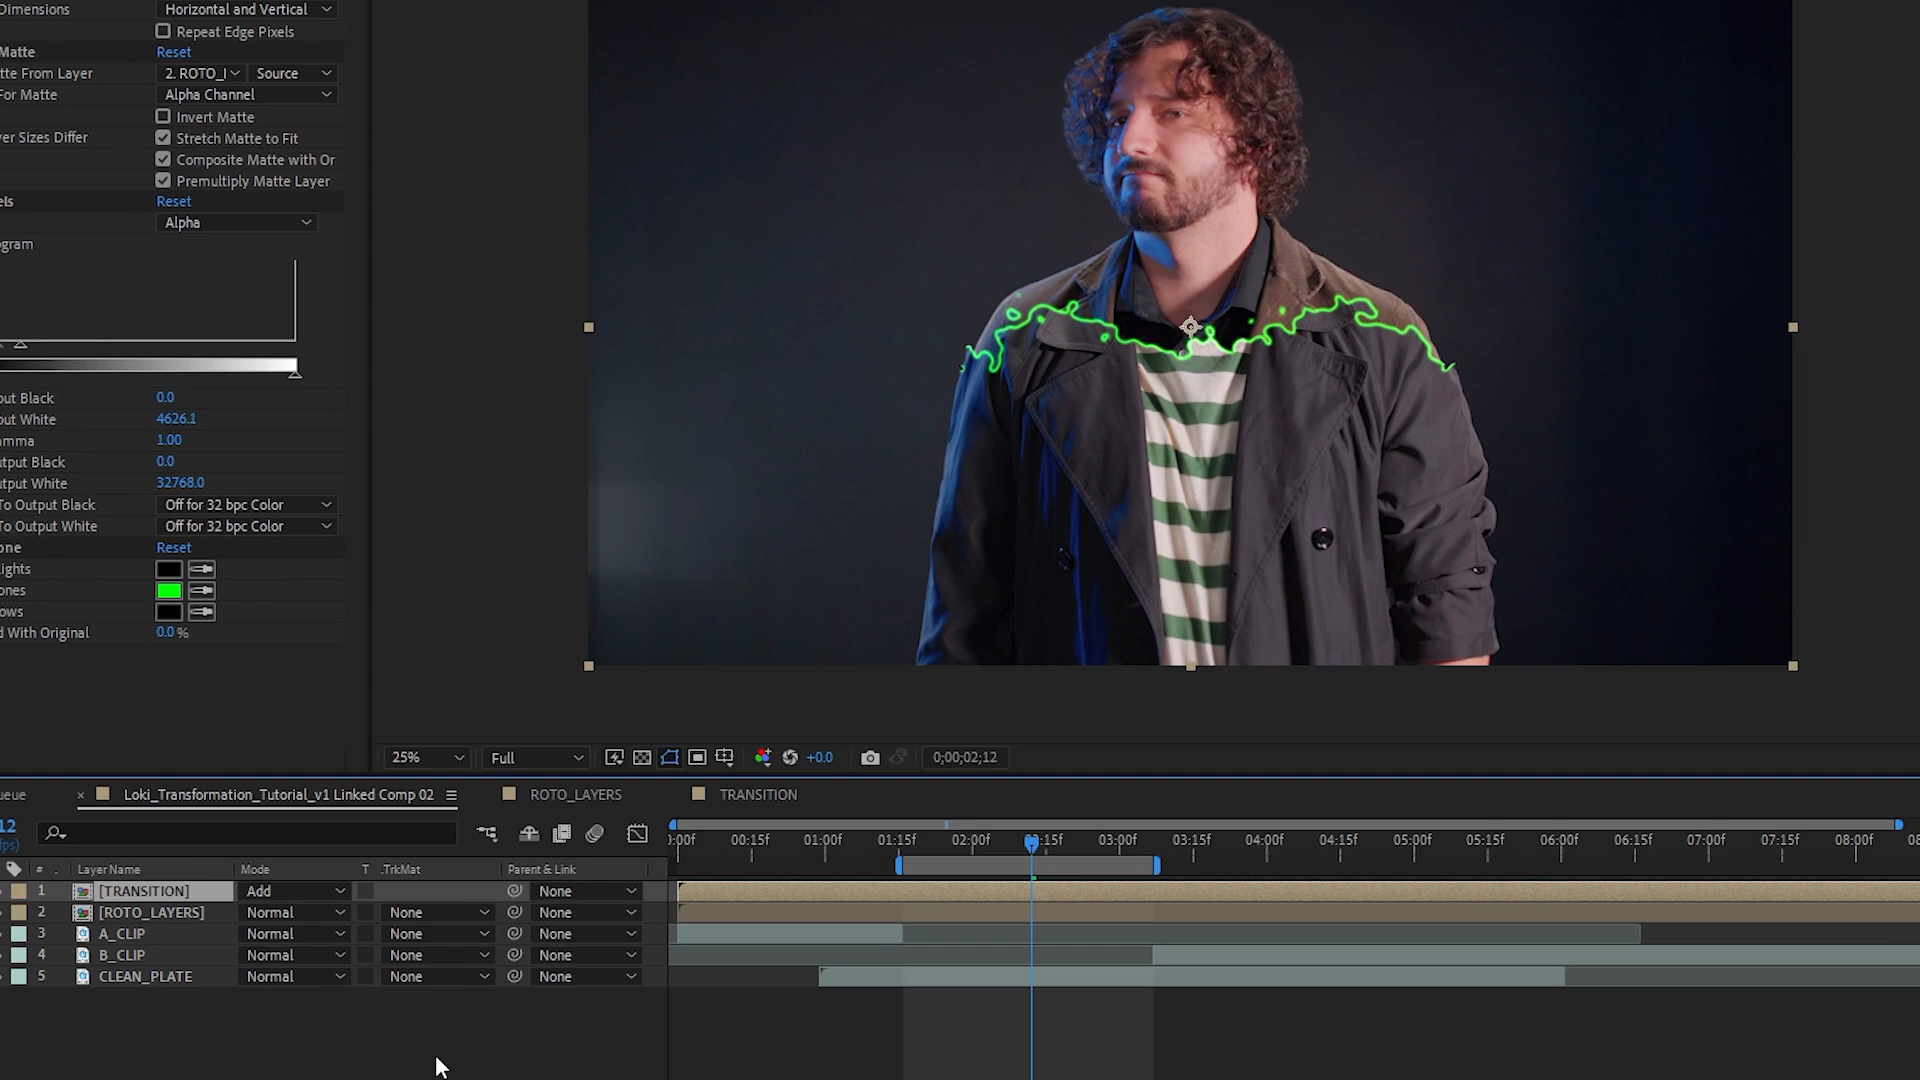 Dimensions Horizontal and Vertical
Repeat Edge Pixels
Matte Reset
tte From Layer 2. ROTO_I Source
For Matte Alpha Channel
Invert Matte
er Sizes Differ Stretch Matte to Fit
Composite Matte with Or
Premultiply Matte Layer
els Reset
Alpha
ogram
out Black 0.0
out White 4626.1
amma 1.00
utput Black 0.0
utput White 32768.0
To Output Black Off for 32 bpc Color
To Output White Off for 32 bpc Color
one Reset
lights
ones
ows
d With Original 0.0 %
25% Full +0.0 0;00;02;12
eue × Loki_Transformation_Tutorial_v1 Linked Comp 02 ROTO_LAYERS TRANSITION
12
fps)
:00f 00:15f 01:00f 01:15f 02:00f 02:15f 03:00f 03:15f 04:00f 04:15f 05:00f 05:15f 06:00f 06:15f 07:00f 07:15f 08:00f 08
# Layer Name Mode T .TrkMat Parent & Link
1 [TRANSITION] Add None
2 [ROTO_LAYERS] Normal None None
3 A_CLIP Normal None None
4 B_CLIP Normal None None
5 CLEAN_PLATE Normal None None